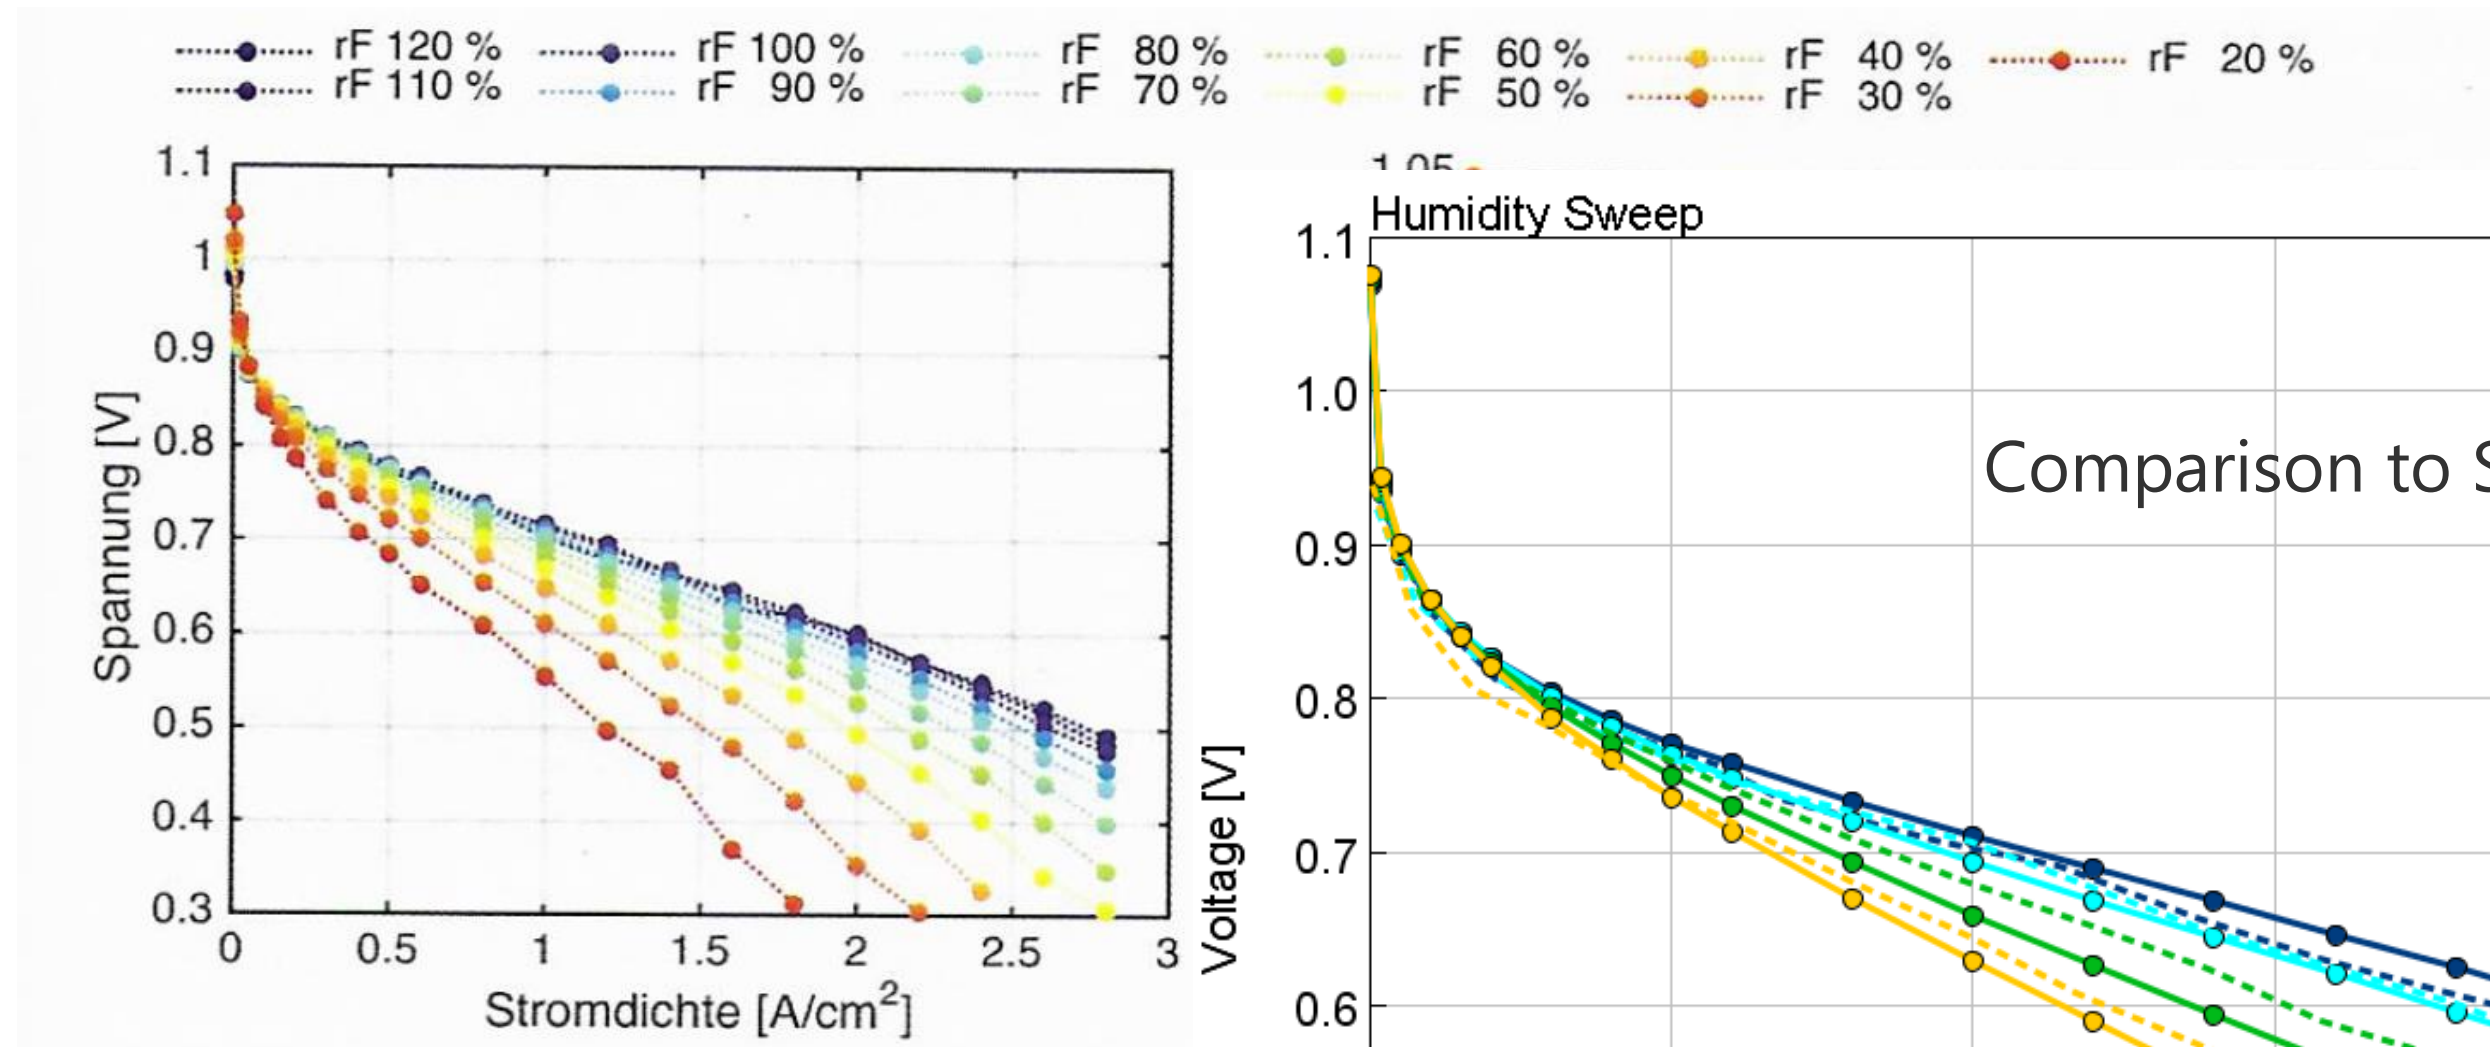 rF 120 % rF 100 % rF 80 % rF 60 % rF 40 % rF 20 %
rF 110 % rF 90 % rF 70 % rF 50 % rF 30 %
1.1
1
0.9
0.8
0.7
0.6
0.5
0.4
0.3
Spannung [V]
0 0.5 1 1.5 2 2.5 3
Stromdichte [A/cm²]
1.05
Humidity Sweep
1.1
1.0
0.9
0.8
0.7
0.6
Voltage [V]
Comparison to S